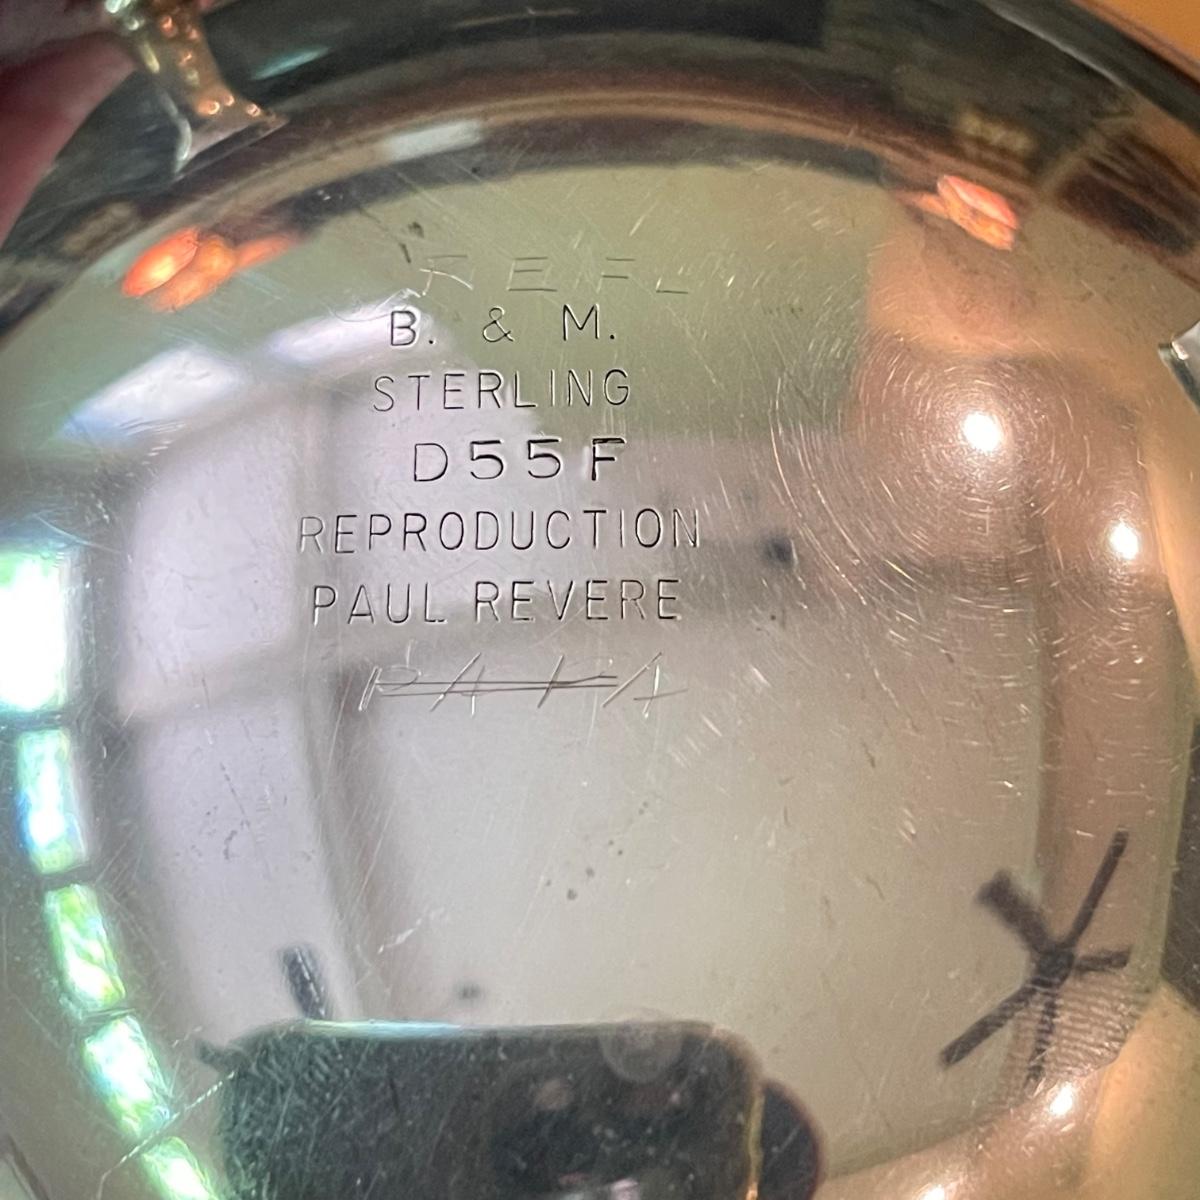 B. & M.
STERLING
D55F
REPRODUCTION
PAUL REVERE